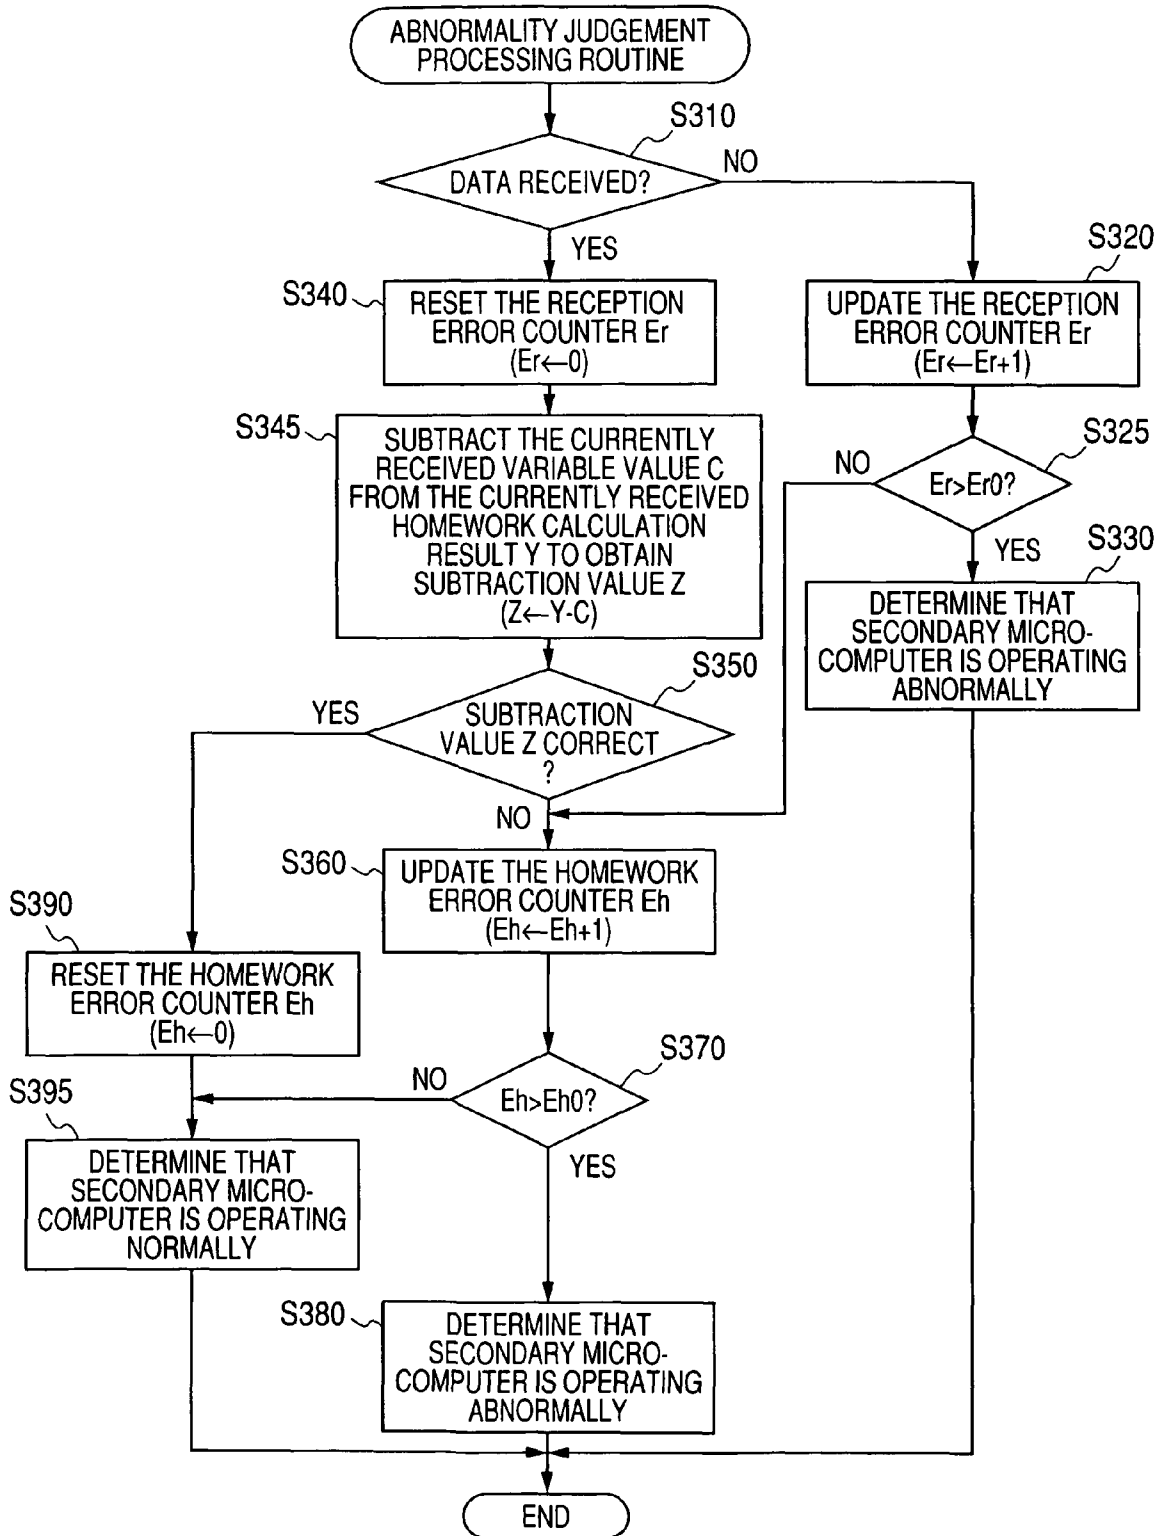 ABNORMALITY JUDGEMENT
PROCESSING ROUTINE
S310
DATA RECEIVED?
NO
YES
S320
UPDATE THE RECEPTION
ERROR COUNTER Er
(Er←Er+1)
S340
RESET THE RECEPTION
ERROR COUNTER Er
(Er←0)
S325
Er>Er0?
NO
YES
S345
SUBTRACT THE CURRENTLY
RECEIVED VARIABLE VALUE C
FROM THE CURRENTLY RECEIVED
HOMEWORK CALCULATION
RESULT Y TO OBTAIN
SUBTRACTION VALUE Z
(Z←Y-C)
S330
DETERMINE THAT
SECONDARY MICRO-
COMPUTER IS OPERATING
ABNORMALLY
S350
SUBTRACTION
VALUE Z CORRECT
?
YES
NO
S360
UPDATE THE HOMEWORK
ERROR COUNTER Eh
(Eh←Eh+1)
S390
RESET THE HOMEWORK
ERROR COUNTER Eh
(Eh←0)
S370
Eh>Eh0?
NO
YES
S395
DETERMINE THAT
SECONDARY MICRO-
COMPUTER IS OPERATING
NORMALLY
S380
DETERMINE THAT
SECONDARY MICRO-
COMPUTER IS OPERATING
ABNORMALLY
END